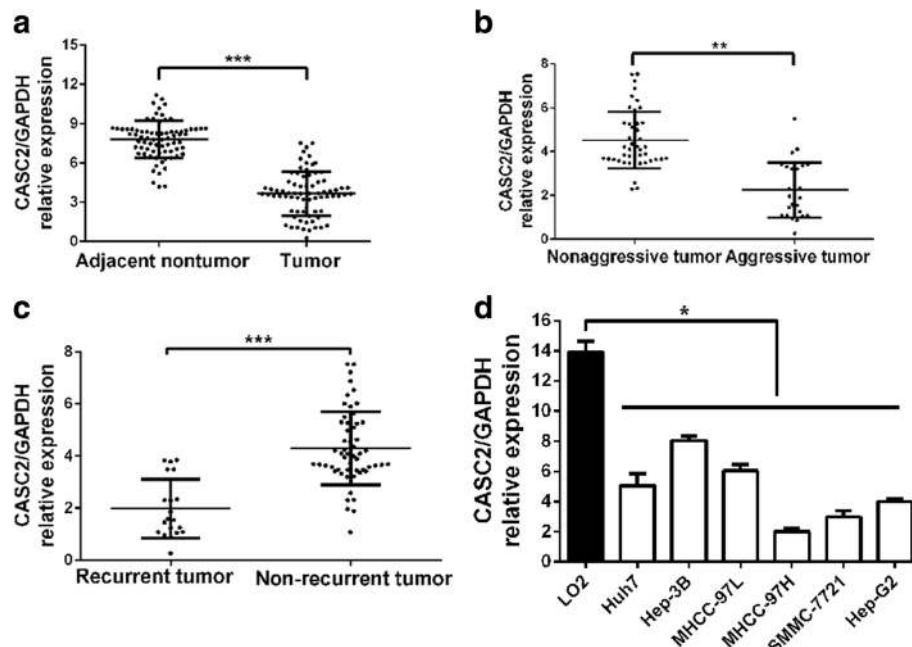 a
CASC2/GAPDH
relative expression
15
12
9
6
3
0
***
Adjacent nontumor
Tumor
b
CASC2/GAPDH
relative expression
8
6
4
2
0
**
Nonaggressive tumor
Aggressive tumor
c
CASC2/GAPDH
relative expression
8
6
4
2
0
***
Recurrent tumor
Non-recurrent tumor
d
CASC2/GAPDH
relative expression
16
14
12
10
8
6
4
2
0
*
LO2
Huh7
Hep-3B
MHCC-97L
MHCC-97H
SMMC-7721
Hep-G2